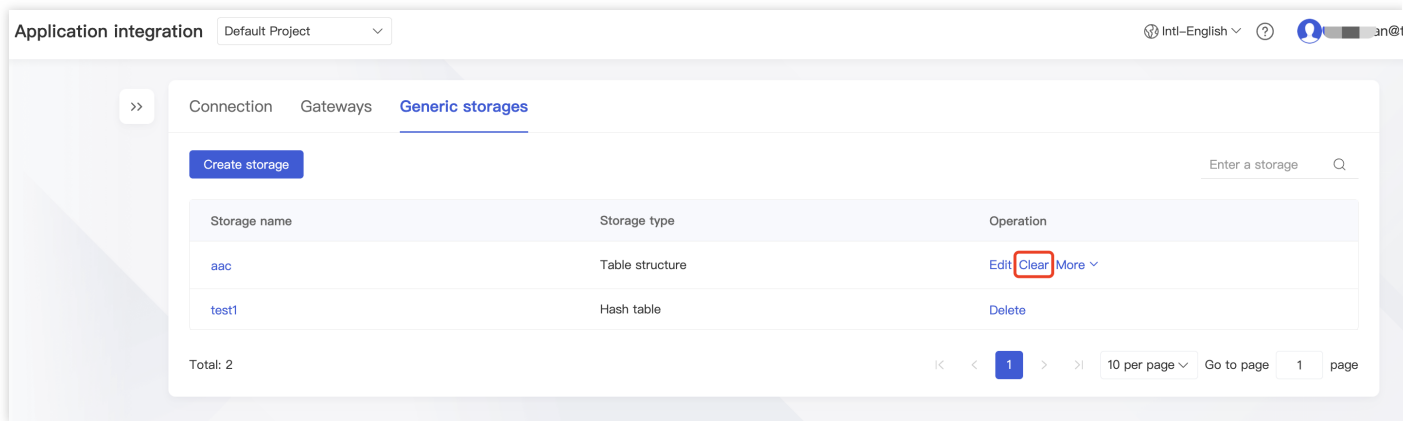 Application integration Default Project Intl-English ? an@
Connection Gateways Generic storages
Create storage Enter a storage
Storage name Storage type Operation
aac Table structure Edit Clear More
test1 Hash table Delete
Total: 2 1 10 per page Go to page 1 page